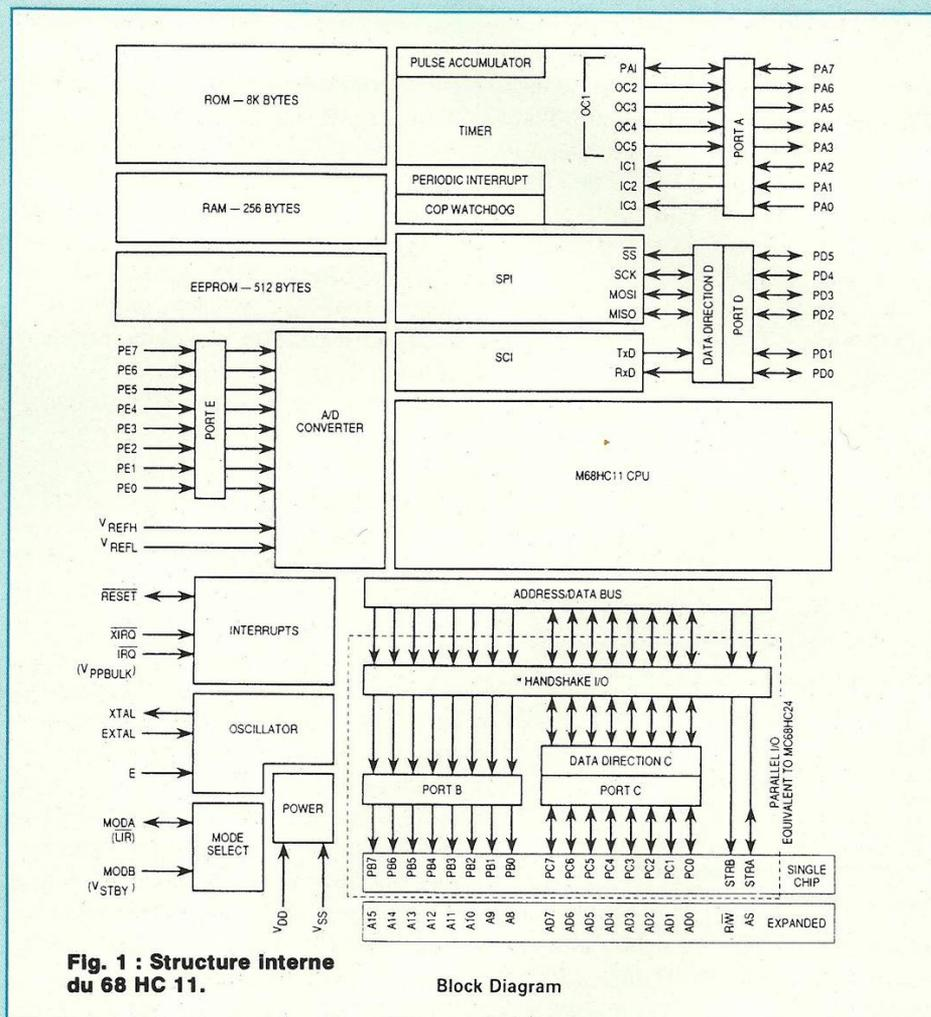 ROM — 8K BYTES
RAM — 256 BYTES
EEPROM — 512 BYTES
PULSE ACCUMULATOR
TIMER
PERIODIC INTERRUPT
COP WATCHDOG
OC1
PAI
OC2
OC3
OC4
OC5
IC1
IC2
IC3
PORT A
PA7
PA6
PA5
PA4
PA3
PA2
PA1
PA0
SPI
SS
SCK
MOSI
MISO
SCI
TxD
RxD
DATA DIRECTION D
PORT D
PD5
PD4
PD3
PD2
PD1
PD0
PE7
PE6
PE5
PE4
PE3
PE2
PE1
PE0
PORT E
A/D
CONVERTER
VREFH
VREFL
M68HC11 CPU
RESET
XIRQ
IRQ
(VPPBULK)
INTERRUPTS
XTAL
EXTAL
E
OSCILLATOR
POWER
MODA
(LIR)
MODB
(VSTBY)
MODE
SELECT
VDD
VSS
ADDRESS/DATA BUS
HANDSHAKE I/O
PORT B
DATA DIRECTION C
PORT C
PARALLEL I/O
EQUIVALENT TO MC68HC24
PB7 PB6 PB5 PB4 PB3 PB2 PB1 PB0 PC7 PC6 PC5 PC4 PC3 PC2 PC1 PC0 STRB STRA
SINGLE
CHIP
A15 A14 A13 A12 A11 A10 A9 A8 AD7 AD6 AD5 AD4 AD3 AD2 AD1 AD0 R/W AS EXPANDED
Fig. 1 : Structure interne
du 68 HC 11.
Block Diagram